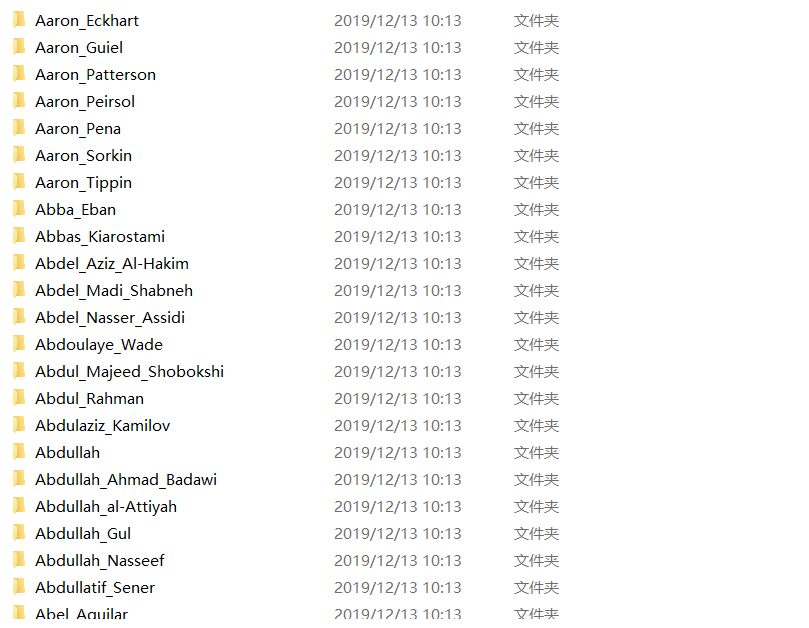 Aaron_Eckhart 2019/12/13 10:13 文件夹
Aaron_Guiel 2019/12/13 10:13 文件夹
Aaron_Patterson 2019/12/13 10:13 文件夹
Aaron_Peirsol 2019/12/13 10:13 文件夹
Aaron_Pena 2019/12/13 10:13 文件夹
Aaron_Sorkin 2019/12/13 10:13 文件夹
Aaron_Tippin 2019/12/13 10:13 文件夹
Abba_Eban 2019/12/13 10:13 文件夹
Abbas_Kiarostami 2019/12/13 10:13 文件夹
Abdel_Aziz_Al-Hakim 2019/12/13 10:13 文件夹
Abdel_Madi_Shabneh 2019/12/13 10:13 文件夹
Abdel_Nasser_Assidi 2019/12/13 10:13 文件夹
Abdoulaye_Wade 2019/12/13 10:13 文件夹
Abdul_Majeed_Shobokshi 2019/12/13 10:13 文件夹
Abdul_Rahman 2019/12/13 10:13 文件夹
Abdulaziz_Kamilov 2019/12/13 10:13 文件夹
Abdullah 2019/12/13 10:13 文件夹
Abdullah_Ahmad_Badawi 2019/12/13 10:13 文件夹
Abdullah_al-Attiyah 2019/12/13 10:13 文件夹
Abdullah_Gul 2019/12/13 10:13 文件夹
Abdullah_Nasseef 2019/12/13 10:13 文件夹
Abdullatif_Sener 2019/12/13 10:13 文件夹
Abel_Aguilar 2019/12/13 10:13 文件夹